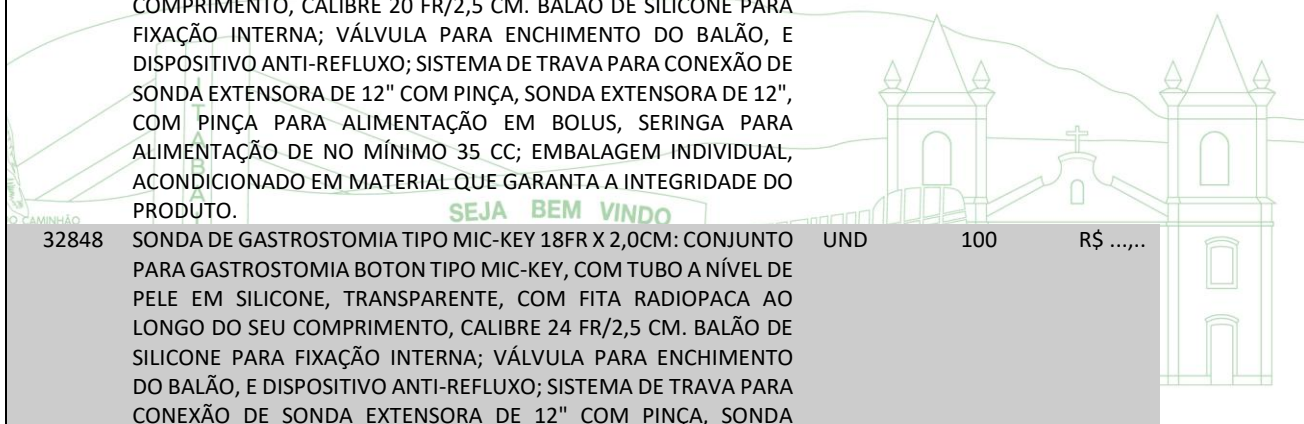 COMPRIMENTO, CALIBRE 20 FR/2,5 CM. BALÃO DE SILICONE PARA
FIXAÇÃO INTERNA; VÁLVULA PARA ENCHIMENTO DO BALÃO, E
DISPOSITIVO ANTI-REFLUXO; SISTEMA DE TRAVA PARA CONEXÃO DE
SONDA EXTENSORA DE 12" COM PINÇA, SONDA EXTENSORA DE 12",
COM PINÇA PARA ALIMENTAÇÃO EM BOLUS, SERINGA PARA
ALIMENTAÇÃO DE NO MÍNIMO 35 CC; EMBALAGEM INDIVIDUAL,
ACONDICIONADO EM MATERIAL QUE GARANTA A INTEGRIDADE DO
PRODUTO.
ITABA
CAMINHÃO
SEJA BEM VINDO
32848 SONDA DE GASTROSTOMIA TIPO MIC-KEY 18FR X 2,0CM: CONJUNTO UND 100 R$ ...,..
PARA GASTROSTOMIA BOTON TIPO MIC-KEY, COM TUBO A NÍVEL DE
PELE EM SILICONE, TRANSPARENTE, COM FITA RADIOPACA AO
LONGO DO SEU COMPRIMENTO, CALIBRE 24 FR/2,5 CM. BALÃO DE
SILICONE PARA FIXAÇÃO INTERNA; VÁLVULA PARA ENCHIMENTO
DO BALÃO, E DISPOSITIVO ANTI-REFLUXO; SISTEMA DE TRAVA PARA
CONEXÃO DE SONDA EXTENSORA DE 12" COM PINÇA, SONDA